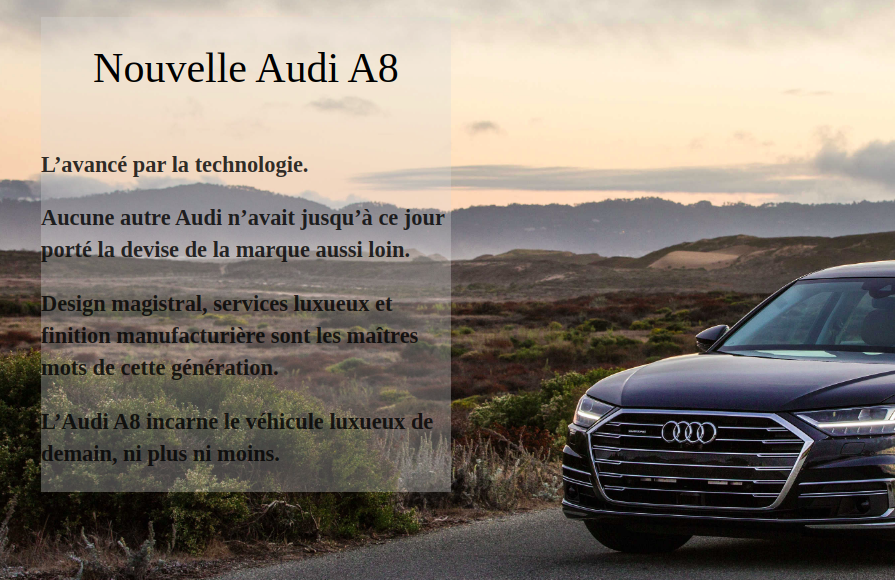 Nouvelle Audi A8
L’avancé par la technologie.
Aucune autre Audi n’avait jusqu’à ce jour
porté la devise de la marque aussi loin.
Design magistral, services luxueux et
finition manufacturière sont les maîtres
mots de cette génération.
L’Audi A8 incarne le véhicule luxueux de
demain, ni plus ni moins.